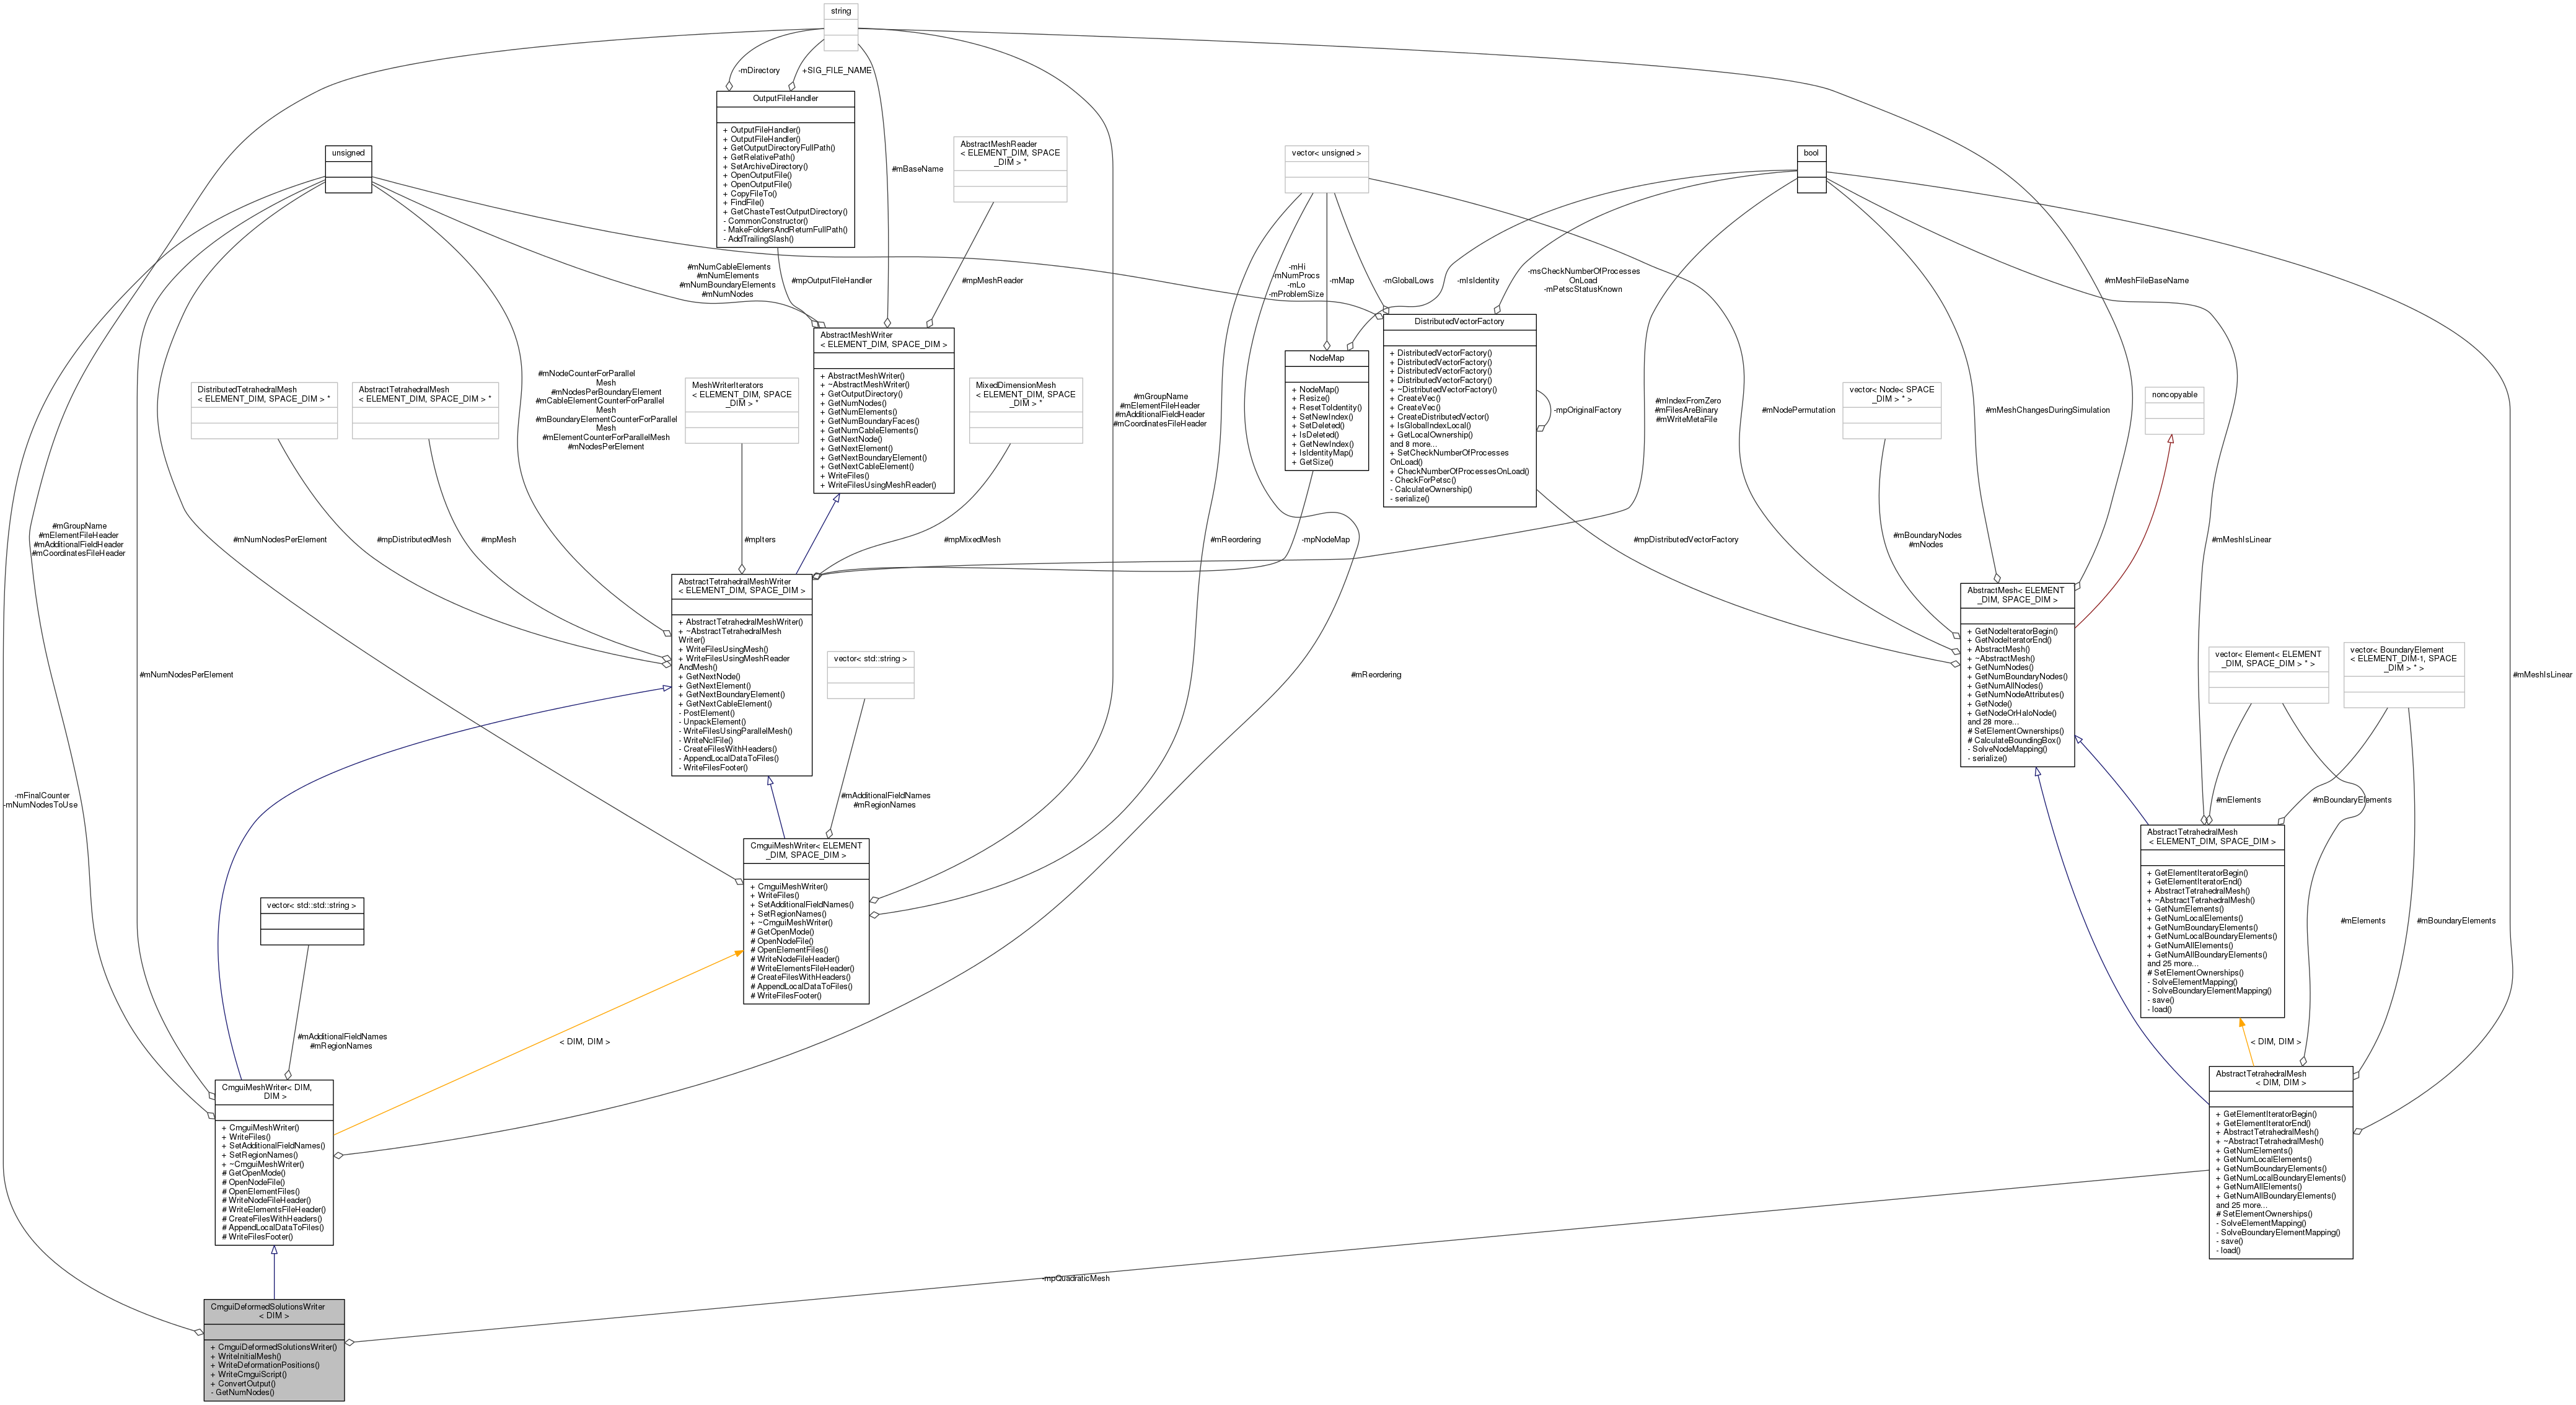 string
-mDirectory
+SIG_FILE_NAME
OutputFileHandler
+ OutputFileHandler()
+ OutputFileHandler()
+ GetOutputDirectoryFullPath()
+ GetRelativePath()
+ SetArchiveDirectory()
+ OpenOutputFile()
+ OpenOutputFile()
+ CopyFileTo()
+ FindFile()
+ GetChasteTestOutputDirectory()
- CommonConstructor()
- MakeFoldersAndReturnFullPath()
- AddTrailingSlash()
unsigned
#mBaseName
AbstractMeshReader
< ELEMENT_DIM, SPACE
_DIM > *
vector< unsigned >
bool
#mNumCableElements
#mNumElements
#mNumBoundaryElements
#mNumNodes
#mpOutputFileHandler
#mpMeshReader
-mHi
-mNumProcs
-mLo
-mProblemSize
-mMap
-mGlobalLows
-mIsIdentity
-msCheckNumberOfProcesses
OnLoad
-mPetscStatusKnown
#mMeshFileBaseName
AbstractMeshWriter
< ELEMENT_DIM, SPACE_DIM >
+ AbstractMeshWriter()
+ ~AbstractMeshWriter()
+ GetOutputDirectory()
+ GetNumNodes()
+ GetNumElements()
+ GetNumBoundaryFaces()
+ GetNumCableElements()
+ GetNextNode()
+ GetNextElement()
+ GetNextBoundaryElement()
+ GetNextCableElement()
+ WriteFiles()
+ WriteFilesUsingMeshReader()
NodeMap
+ NodeMap()
+ Resize()
+ ResetToIdentity()
+ SetNewIndex()
+ SetDeleted()
+ IsDeleted()
+ GetNewIndex()
+ IsIdentityMap()
+ GetSize()
DistributedVectorFactory
+ DistributedVectorFactory()
+ DistributedVectorFactory()
+ DistributedVectorFactory()
+ DistributedVectorFactory()
+ ~DistributedVectorFactory()
+ CreateVec()
+ CreateVec()
+ CreateDistributedVector()
+ IsGlobalIndexLocal()
+ GetLocalOwnership()
and 8 more...
+ SetCheckNumberOfProcesses
OnLoad()
+ CheckNumberOfProcessesOnLoad()
- CheckForPetsc()
- CalculateOwnership()
- serialize()
-mpOriginalFactory
DistributedTetrahedralMesh
< ELEMENT_DIM, SPACE_DIM > *
AbstractTetrahedralMesh
< ELEMENT_DIM, SPACE_DIM > *
#mNodeCounterForParallel
Mesh
#mNodesPerBoundaryElement
#mCableElementCounterForParallel
Mesh
#mBoundaryElementCounterForParallel
Mesh
#mElementCounterForParallelMesh
#mNodesPerElement
MeshWriterIterators
< ELEMENT_DIM, SPACE
_DIM > *
MixedDimensionMesh
< ELEMENT_DIM, SPACE
_DIM > *
#mGroupName
#mElementFileHeader
#mAdditionalFieldHeader
#mCoordinatesFileHeader
#mIndexFromZero
#mFilesAreBinary
#mWriteMetaFile
#mNodePermutation
vector< Node< SPACE
_DIM > * >
#mMeshChangesDuringSimulation
noncopyable
#mGroupName
#mElementFileHeader
#mAdditionalFieldHeader
#mCoordinatesFileHeader
#mNumNodesPerElement
#mpDistributedMesh
#mpMesh
#mpIters
#mpMixedMesh
#mReordering
-mpNodeMap
#mpDistributedVectorFactory
#mBoundaryNodes
#mNodes
#mMeshIsLinear
AbstractTetrahedralMeshWriter
< ELEMENT_DIM, SPACE_DIM >
+ AbstractTetrahedralMeshWriter()
+ ~AbstractTetrahedralMesh
Writer()
+ WriteFilesUsingMesh()
+ WriteFilesUsingMeshReader
AndMesh()
+ GetNextNode()
+ GetNextElement()
+ GetNextBoundaryElement()
+ GetNextCableElement()
- PostElement()
- UnpackElement()
- WriteFilesUsingParallelMesh()
- WriteNclFile()
- CreateFilesWithHeaders()
- AppendLocalDataToFiles()
- WriteFilesFooter()
AbstractMesh< ELEMENT
_DIM, SPACE_DIM >
+ GetNodeIteratorBegin()
+ GetNodeIteratorEnd()
+ AbstractMesh()
+ ~AbstractMesh()
+ GetNumNodes()
+ GetNumBoundaryNodes()
+ GetNumAllNodes()
+ GetNumNodeAttributes()
+ GetNode()
+ GetNodeOrHaloNode()
and 28 more...
# SetElementOwnerships()
# CalculateBoundingBox()
- SolveNodeMapping()
- serialize()
#mNumNodesPerElement
vector< std::string >
#mReordering
vector< Element< ELEMENT
_DIM, SPACE_DIM > * >
vector< BoundaryElement
< ELEMENT_DIM-1, SPACE
_DIM > * >
#mMeshIsLinear
-mFinalCounter
-mNumNodesToUse
#mAdditionalFieldNames
#mRegionNames
#mElements
#mBoundaryElements
CmguiMeshWriter< ELEMENT
_DIM, SPACE_DIM >
+ CmguiMeshWriter()
+ WriteFiles()
+ SetAdditionalFieldNames()
+ SetRegionNames()
+ ~CmguiMeshWriter()
# GetOpenMode()
# OpenNodeFile()
# OpenElementFiles()
# WriteNodeFileHeader()
# WriteElementsFileHeader()
# CreateFilesWithHeaders()
# AppendLocalDataToFiles()
# WriteFilesFooter()
AbstractTetrahedralMesh
< ELEMENT_DIM, SPACE_DIM >
+ GetElementIteratorBegin()
+ GetElementIteratorEnd()
+ AbstractTetrahedralMesh()
+ ~AbstractTetrahedralMesh()
+ GetNumElements()
+ GetNumLocalElements()
+ GetNumBoundaryElements()
+ GetNumLocalBoundaryElements()
+ GetNumAllElements()
+ GetNumAllBoundaryElements()
and 25 more...
# SetElementOwnerships()
- SolveElementMapping()
- SolveBoundaryElementMapping()
- save()
- load()
vector< std::std::string >
#mElements
#mBoundaryElements
#mAdditionalFieldNames
#mRegionNames
< DIM, DIM >
< DIM, DIM >
CmguiMeshWriter< DIM,
DIM >
+ CmguiMeshWriter()
+ WriteFiles()
+ SetAdditionalFieldNames()
+ SetRegionNames()
+ ~CmguiMeshWriter()
# GetOpenMode()
# OpenNodeFile()
# OpenElementFiles()
# WriteNodeFileHeader()
# WriteElementsFileHeader()
# CreateFilesWithHeaders()
# AppendLocalDataToFiles()
# WriteFilesFooter()
AbstractTetrahedralMesh
< DIM, DIM >
+ GetElementIteratorBegin()
+ GetElementIteratorEnd()
+ AbstractTetrahedralMesh()
+ ~AbstractTetrahedralMesh()
+ GetNumElements()
+ GetNumLocalElements()
+ GetNumBoundaryElements()
+ GetNumLocalBoundaryElements()
+ GetNumAllElements()
+ GetNumAllBoundaryElements()
and 25 more...
# SetElementOwnerships()
- SolveElementMapping()
- SolveBoundaryElementMapping()
- save()
- load()
-mpQuadraticMesh
CmguiDeformedSolutionsWriter
< DIM >
+ CmguiDeformedSolutionsWriter()
+ WriteInitialMesh()
+ WriteDeformationPositions()
+ WriteCmguiScript()
+ ConvertOutput()
- GetNumNodes()